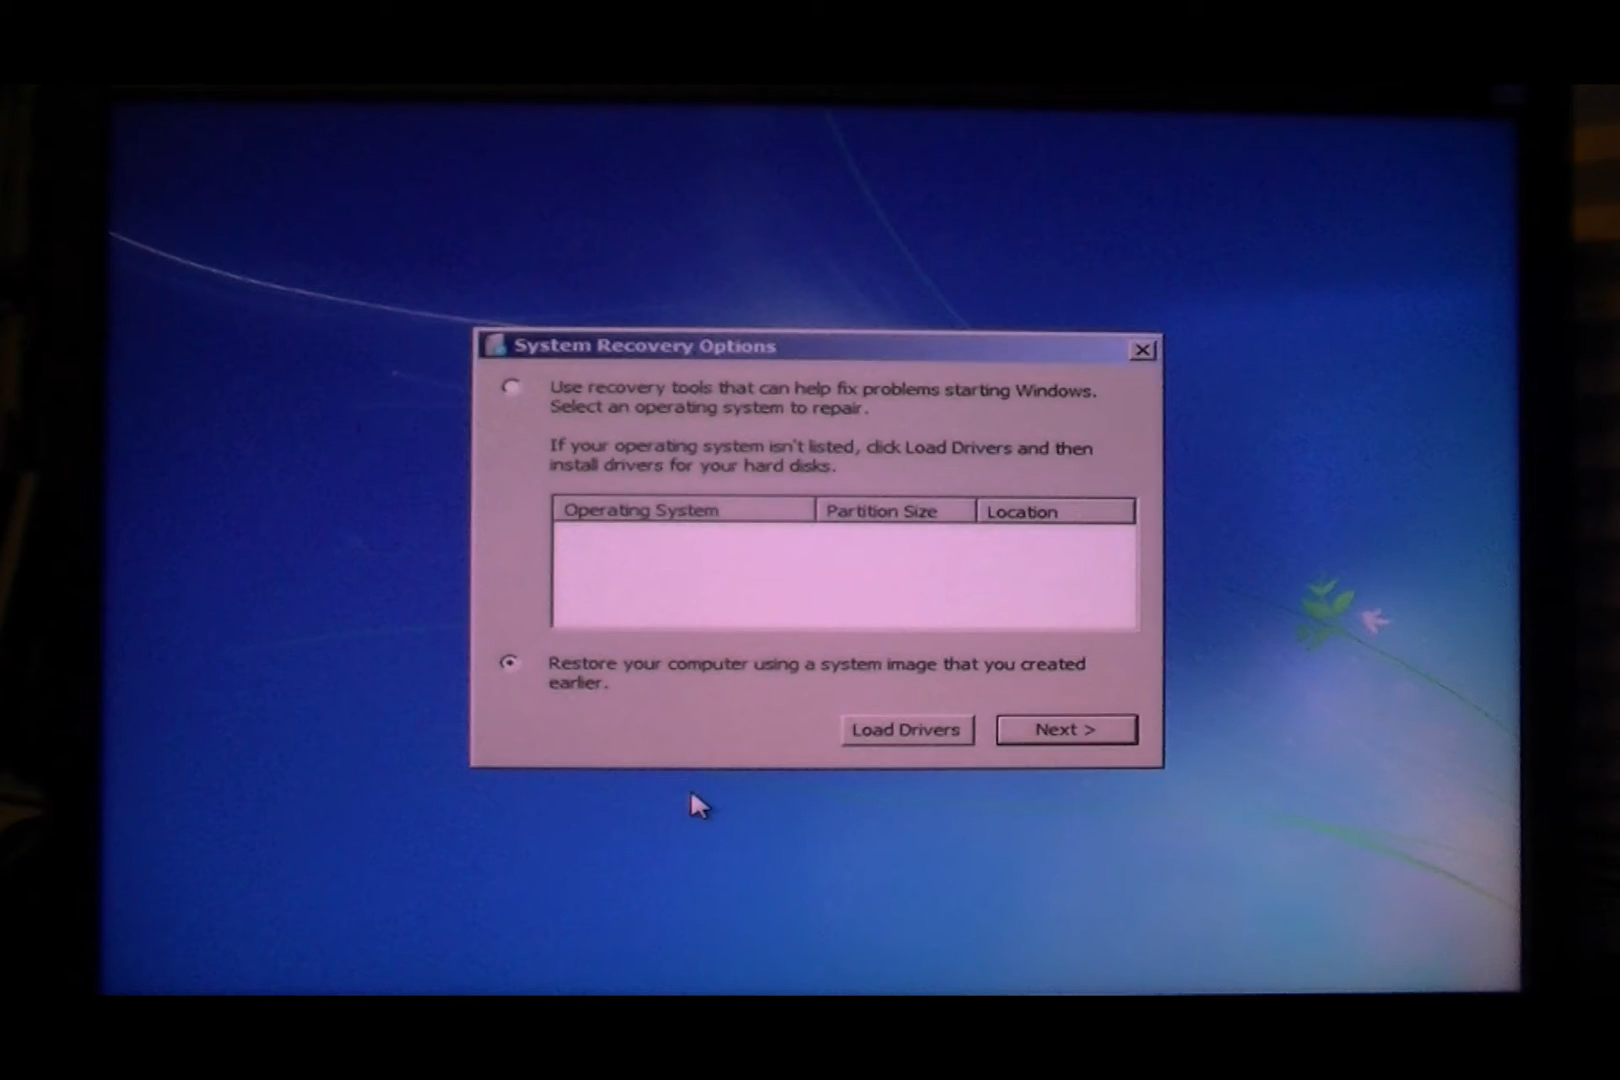 System Recovery Options
Use recovery tools that can help fix problems starting Windows.
Select an operating system to repair.
If your operating system isn't listed, click Load Drivers and then
install drivers for your hard disks.
Operating System Partition Size Location
Restore your computer using a system image that you created
earlier.
Load Drivers Next >